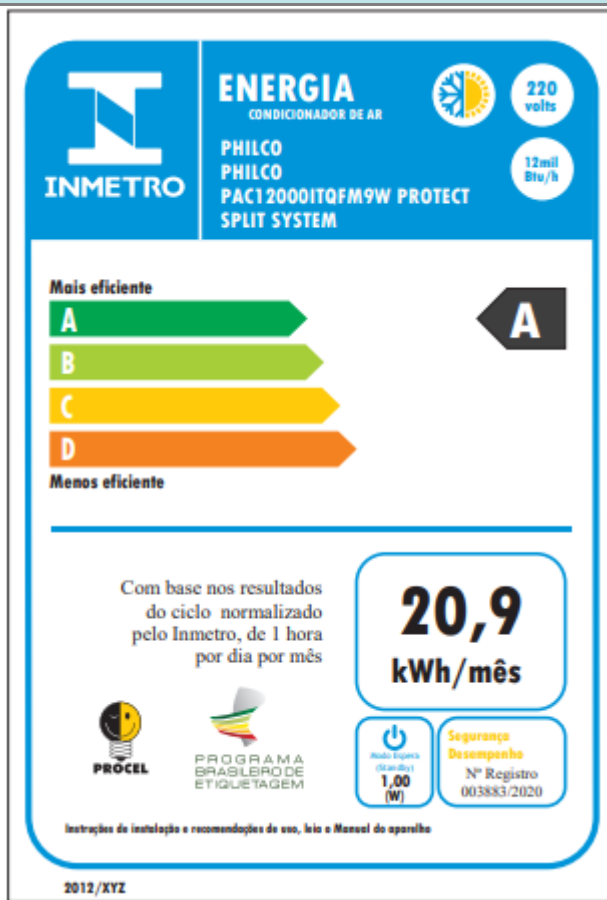 INMETRO
ENERGIA
CONDICIONADOR DE AR
220
volts
12mil
Btu/h
PHILCO
PHILCO
PAC12000ITQFM9W PROTECT
SPLIT SYSTEM
Mais eficiente
A
A
B
C
D
Menos eficiente
Com base nos resultados
do ciclo normalizado
pelo Inmetro, de 1 hora
por dia por mês
20,9
kWh/mês
PROCEL
PROGRAMA
BRASILEIRO DE
ETIQUETAGEM
Modo Espera
(Standby)
1,00
(W)
Segurança
Desempenho
Nº Registro
003883/2020
Instruções de instalação e recomendações de uso, leia o Manual do aparelho
2012/XYZ